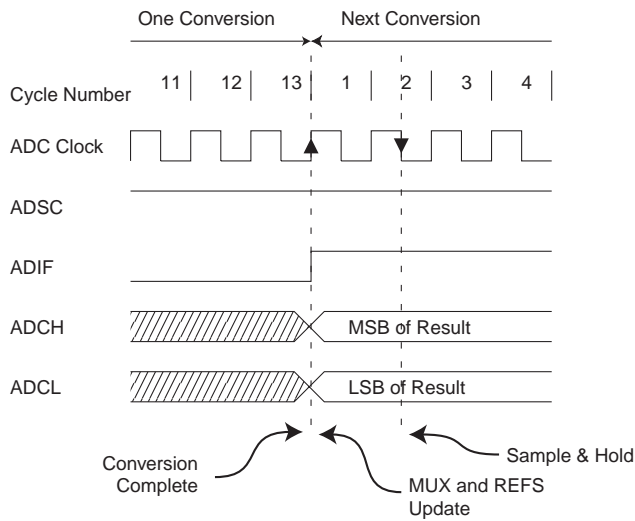 One Conversion Next Conversion
Cycle Number 11 12 13 1 2 3 4
ADC Clock
ADSC
ADIF
ADCH MSB of Result
ADCL LSB of Result
Conversion Complete
MUX and REFS Update
Sample & Hold